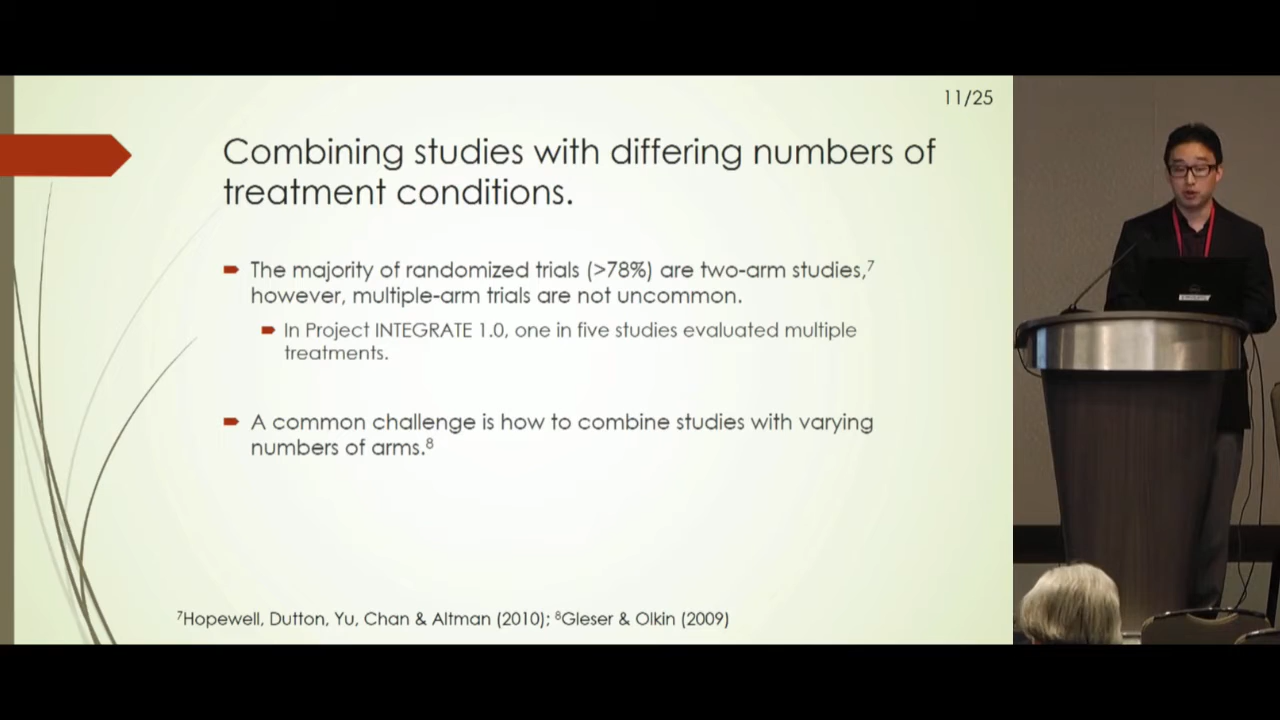 11/25
Combining studies with differing numbers of
treatment conditions.
The majority of randomized trials (>78%) are two-arm studies,⁷
however, multiple-arm trials are not uncommon.
In Project INTEGRATE 1.0, one in five studies evaluated multiple
treatments.
A common challenge is how to combine studies with varying
numbers of arms.⁸
⁷Hopewell, Dutton, Yu, Chan & Altman (2010); ⁸Gleser & Olkin (2009)